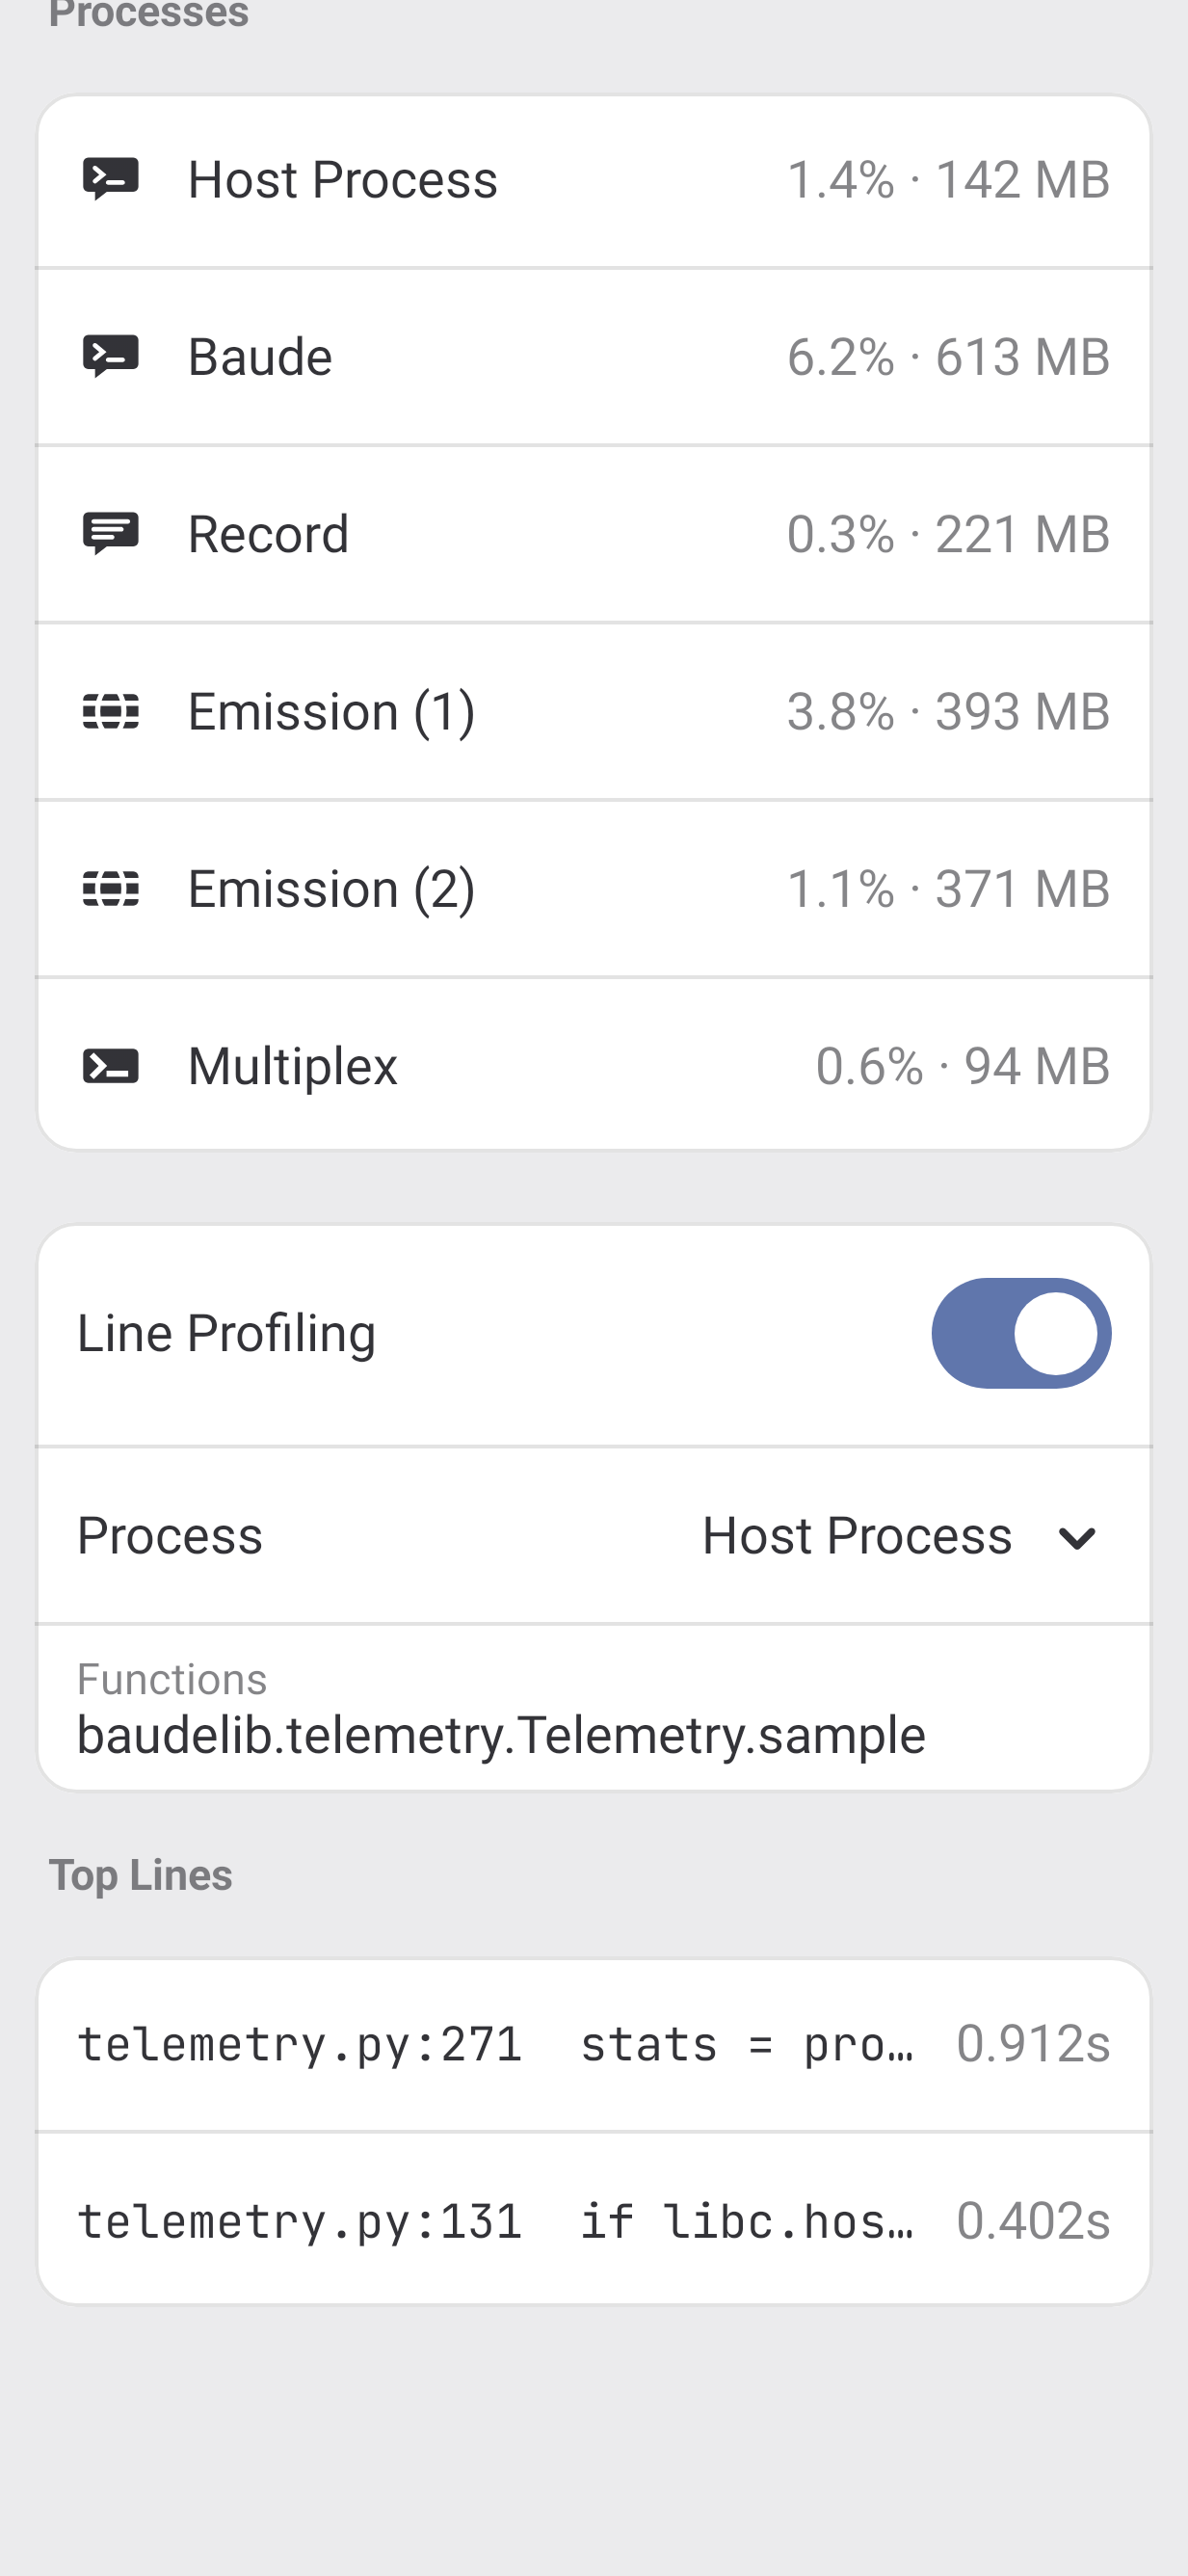 Processes
Host Process 1.4% · 142 MB
Baude 6.2% · 613 MB
Record 0.3% · 221 MB
Emission (1) 3.8% · 393 MB
Emission (2) 1.1% · 371 MB
Multiplex 0.6% · 94 MB
Line Profiling
Process Host Process
Functions
baudelib.telemetry.Telemetry.sample
Top Lines
telemetry.py:271 stats = pro… 0.912s
telemetry.py:131 if libc.hos… 0.402s